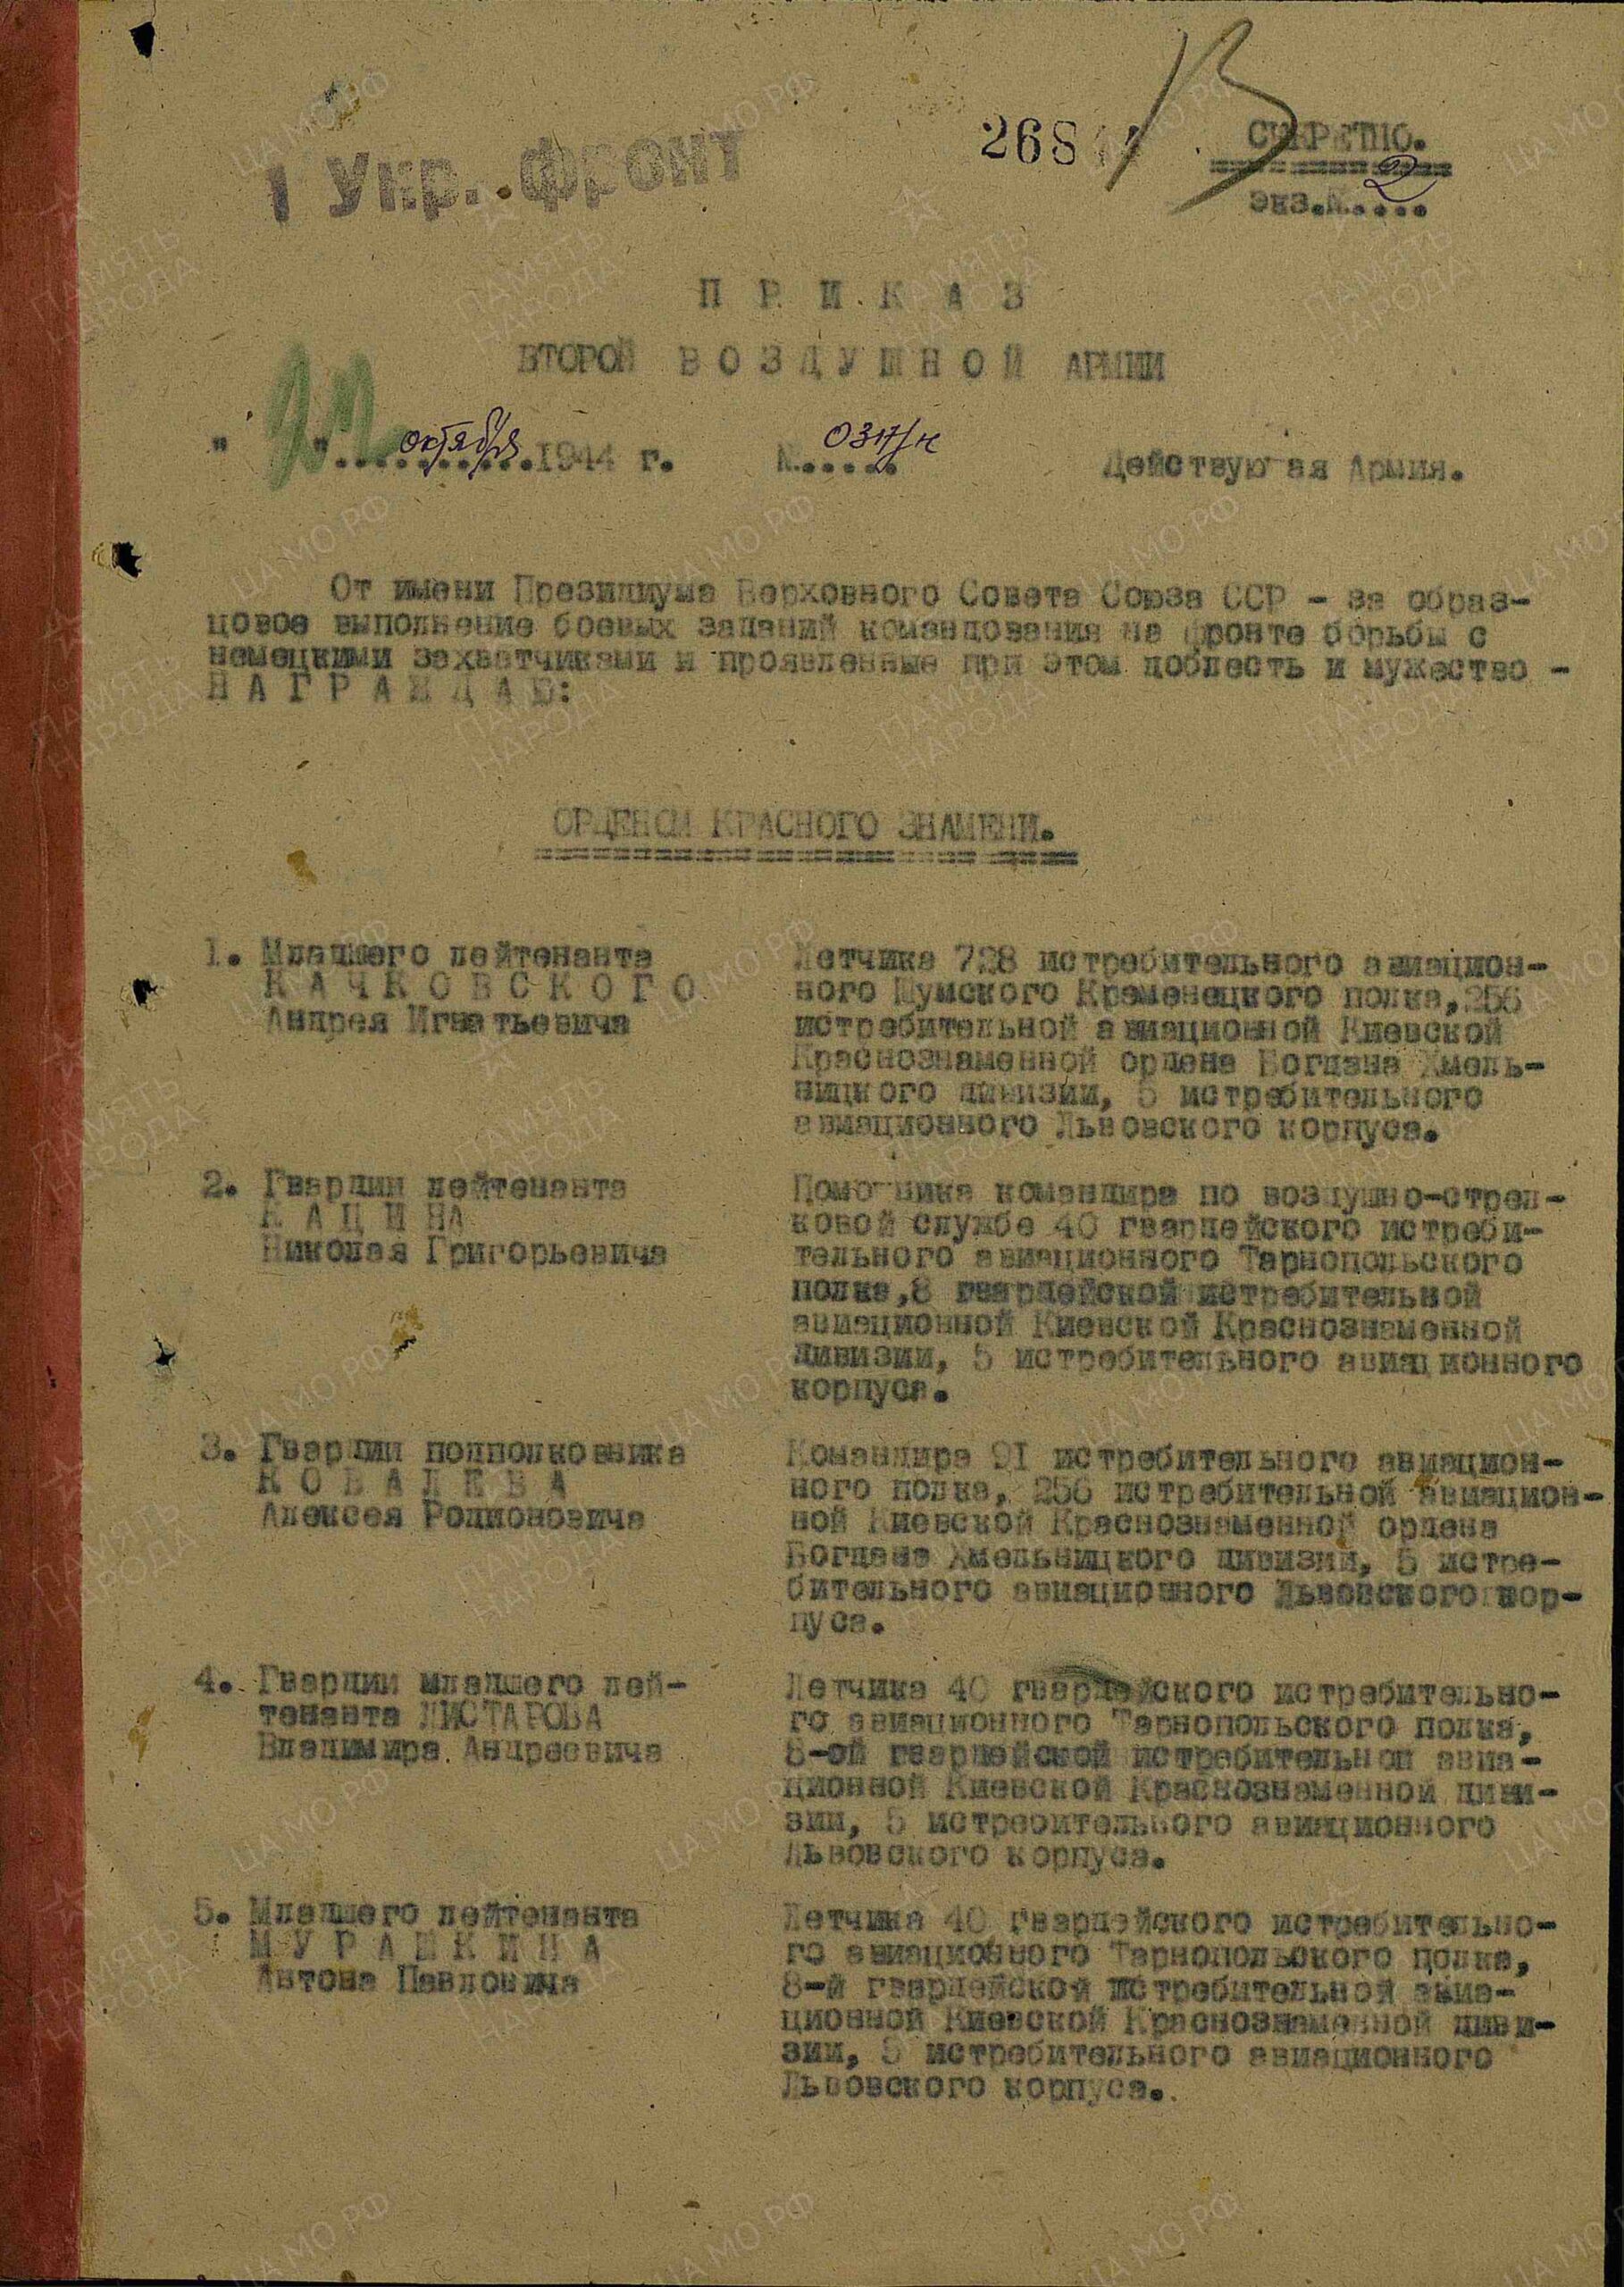 268
СЕКРЕТНО.
1 Укр. фронт
Экз.№.2...
ПРИКАЗ
ВТОРОЙ ВОЗДУШНОЙ АРМИИ
" " октября 1944 г. № Действующая Армия.
От имени Президиума Верховного Совета Союза ССР - за образ-
цовое выполнение боевых заданий командования на фронте борьбы с
немецкими захватчиками и проявленные при этом доблесть и мужество -
НАГРАЖДАЮ:
ОРДЕНОМ КРАСНОГО ЗНАМЕНИ.
1. Младшего лейтенанта
КАЧКОВСКОГО
Андрея Игнатьевича
Летчика 728 истребительного авиацион-
ного Шумского Кременецкого полка, 256
истребительной авиационной Киевской
Краснознаменной ордена Богдана Хмель-
ницкого дивизии, 5 истребительного
авиационного Львовского корпуса.
2. Гвардии лейтенанта
КАЦИНА
Николая Григорьевича
Помощника командира по воздушно-стрел-
ковой службе 40 гвардейского истреби-
тельного авиационного Тарнопольского
полка, 8 гвардейской истребительной
авиационной Киевской Краснознаменной
дивизии, 5 истребительного авиационного
корпуса.
3. Гвардии подполковника
КОВАЛЕВА
Алексея Родионовича
Командира 91 истребительного авиацион-
ного полка, 256 истребительной авиацион-
ной Киевской Краснознаменной ордена
Богдана Хмельницкого дивизии, 5 истре-
бительного авиационного Львовского кор-
пуса.
4. Гвардии младшего лей-
тенанта ЛИСТАРОВА
Владимира Андреевича
Летчика 40 гвардейского истребительно-
го авиационного Тарнопольского полка,
8-ой гвардейской истребительной авиа-
ционной Киевской Краснознаменной диви-
зии, 5 истребительного авиационного
Львовского корпуса.
5. Младшего лейтенанта
МУРАШКИНА
Антона Павловича
Летчика 40 гвардейского истребительно-
го авиационного Тарнопольского полка,
8-й гвардейской истребительной авиа-
ционной Киевской Краснознаменной диви-
зии, 5 истребительного авиационного
Львовского корпуса.